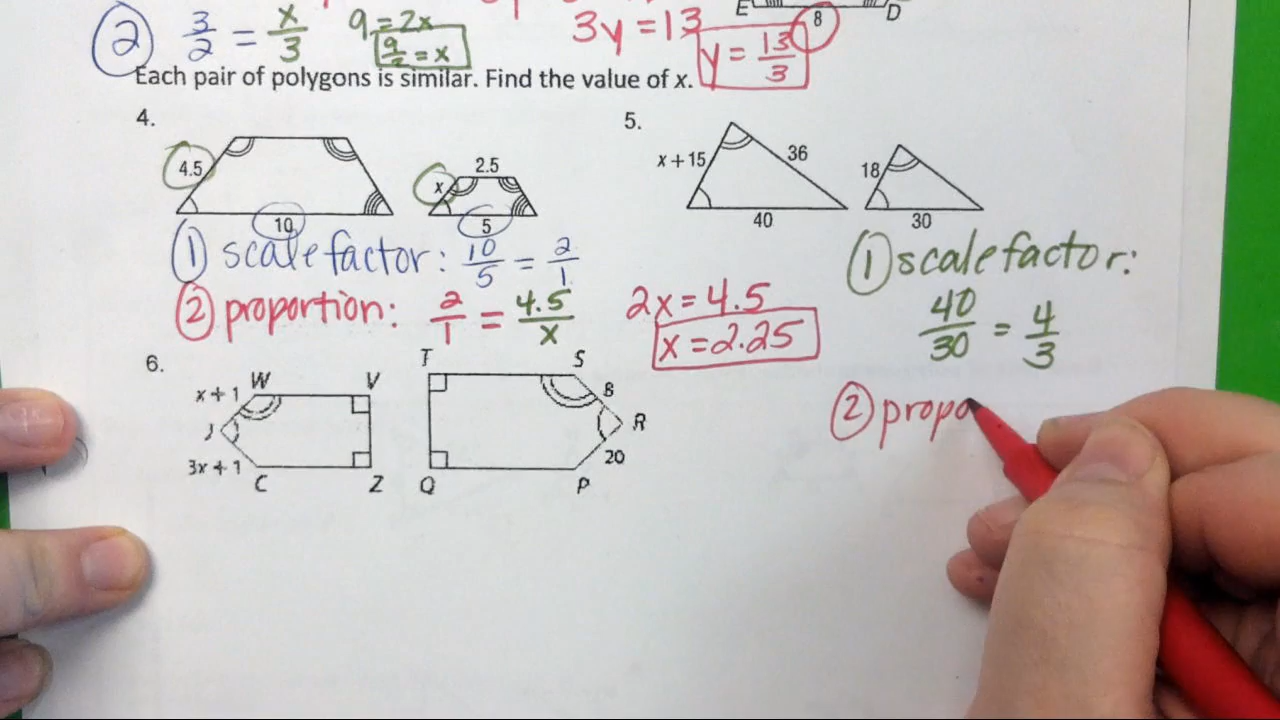 ② 3/2 = x/3 9 = 2x 3y = 13 E 8 D
9/2 = x y = 13/3
Each pair of polygons is similar. Find the value of x.
4. 5.
4.5 2.5 x x + 15 36 18
10 5 40 30
① scale factor: 10/5 = 2/1 ① scale factor:
② proportion: 2/1 = 4.5/x 2x = 4.5 40/30 = 4/3
x = 2.25
6. T S
x + 1 W V 8
J R ② propo
3x + 1 20
C Z Q P